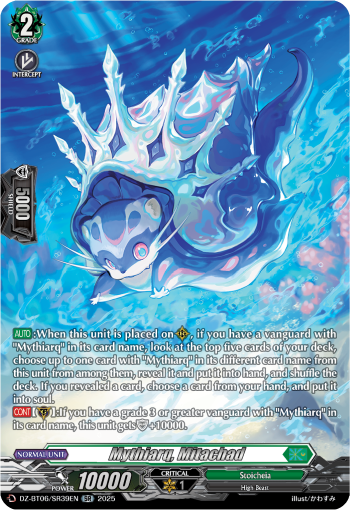 2
GRADE
INTERCEPT
5000
SHIELD
AUTO :When this unit is placed on R, if you have a vanguard with
"Mythiarq" in its card name, look at the top five cards of your deck,
choose up to one card with "Mythiarq" in its different card name from
this unit from among them, reveal it and put it into hand, and shuffle the
deck. If you revealed a card, choose a card from your hand, and put it
into soul.
CONT :If you have a grade 3 or greater vanguard with "Mythiarq" in
its card name, this unit gets +10000.
NORMAL UNIT
Mythiarq, Mitachad
POWER 10000
CRITICAL
1
Stoicheia
High Beast
DZ-BT06/SR39EN SR 2025
illust/かわすみ